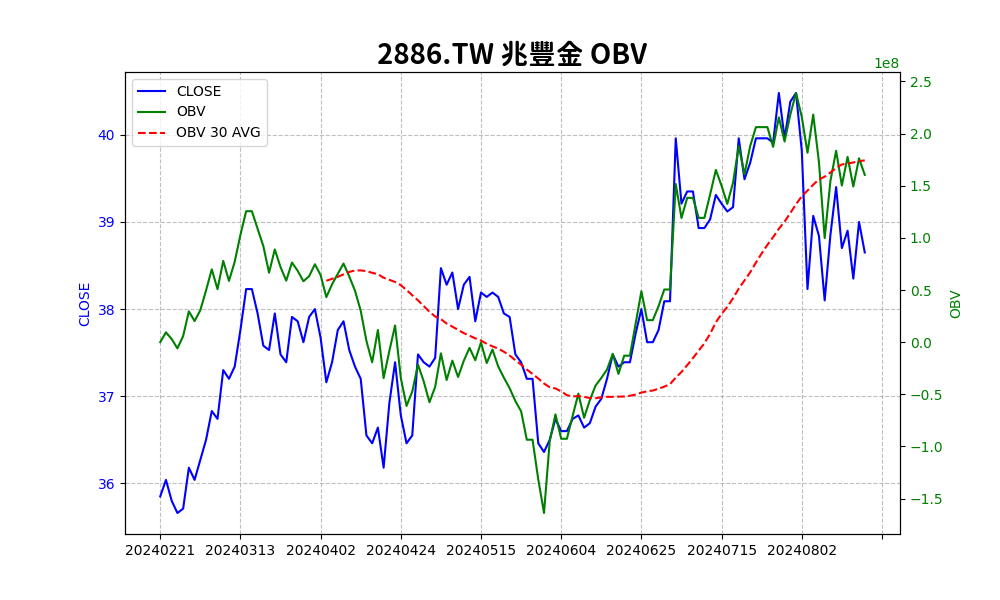 2886.TW 兆豐金 OBV
1e8
CLOSE
OBV
OBV 30 AVG
40
39
38
37
36
CLOSE
2.5
2.0
1.5
1.0
0.5
0.0
−0.5
−1.0
−1.5
OBV
20240221 20240313 20240402 20240424 20240515 20240604 20240625 20240715 20240802